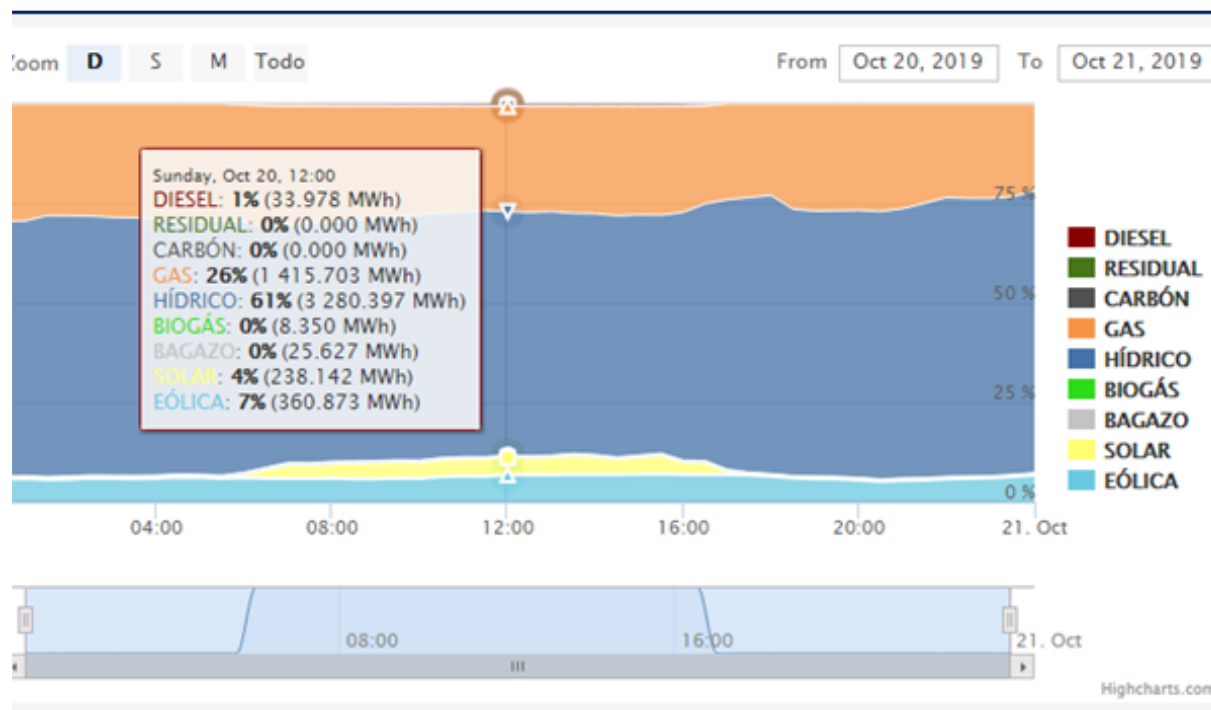 Zoom D S M Todo From Oct 20, 2019 To Oct 21, 2019
Sunday, Oct 20, 12:00
DIESEL: 1% (33.978 MWh)
RESIDUAL: 0% (0.000 MWh)
CARBÓN: 0% (0.000 MWh)
GAS: 26% (1 415.703 MWh)
HÍDRICO: 61% (3 280.397 MWh)
BIOGÁS: 0% (8.350 MWh)
BAGAZO: 0% (25.627 MWh)
SOLAR: 4% (238.142 MWh)
EÓLICA: 7% (360.873 MWh)
75 %
50 %
25 %
0 %
DIESEL
RESIDUAL
CARBÓN
GAS
HÍDRICO
BIOGÁS
BAGAZO
SOLAR
EÓLICA
04:00 08:00 12:00 16:00 20:00 21. Oct
08:00 16:00 21. Oct
Highcharts.com